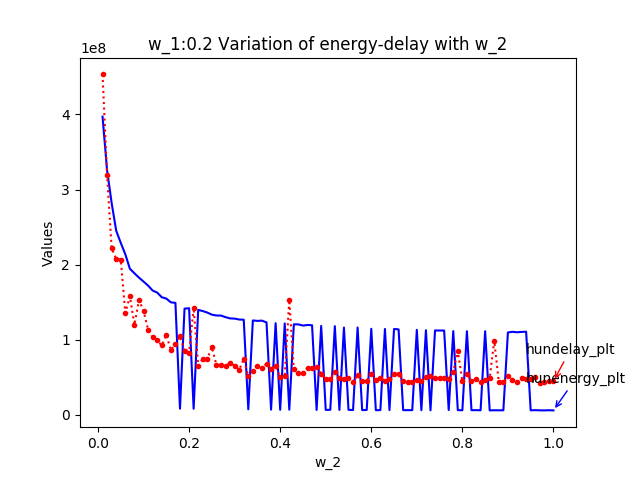 w_1:0.2 Variation of energy-delay with w_2
1e8
4
3
2
1
0
Values
hundelay_plt
hunenergy_plt
0.0 0.2 0.4 0.6 0.8 1.0
w_2